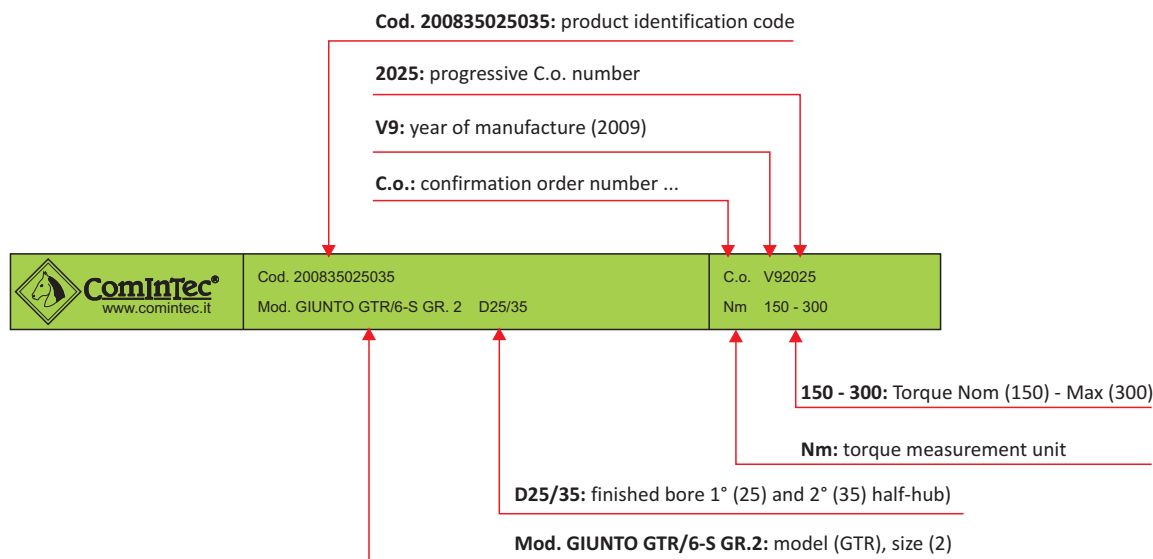 Cod. 200835025035: product identification code
2025: progressive C.o. number
V9: year of manufacture (2009)
C.o.: confirmation order number ...
ComInTec®
www.comintec.it
Cod. 200835025035
Mod. GIUNTO GTR/6-S GR. 2 D25/35
C.o. V92025
Nm 150 - 300
150 - 300: Torque Nom (150) - Max (300)
Nm: torque measurement unit
D25/35: finished bore 1° (25) and 2° (35) half-hub)
Mod. GIUNTO GTR/6-S GR.2: model (GTR), size (2)